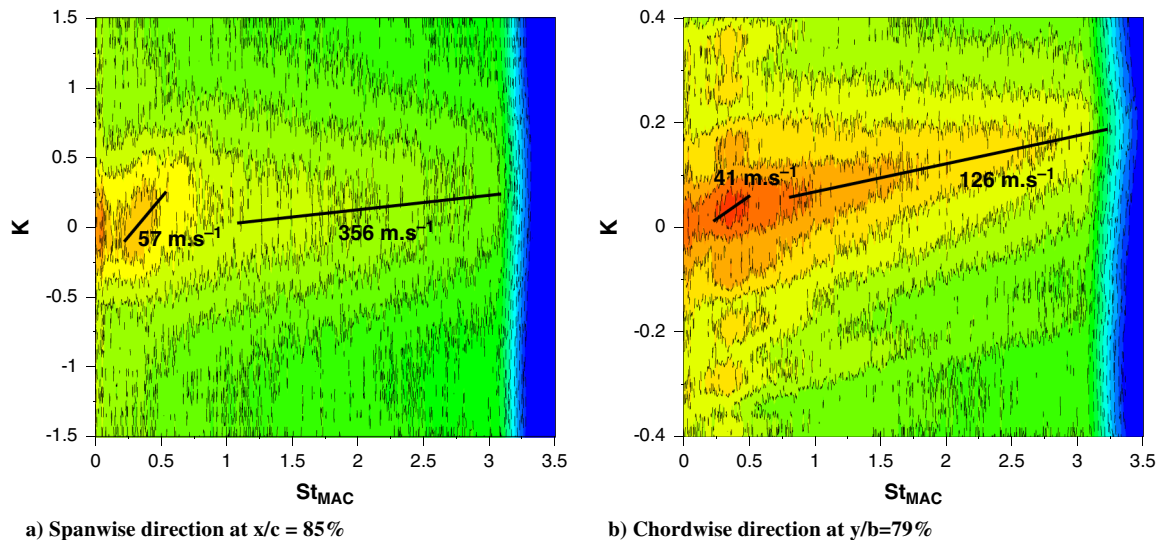 1.5
1
0.5
0
-0.5
-1
-1.5
K
57 m.s⁻¹
356 m.s⁻¹
0 0.5 1 1.5 2 2.5 3 3.5
St_MAC
a) Spanwise direction at x/c = 85%
0.4
0.2
0
-0.2
-0.4
K
41 m.s⁻¹
126 m.s⁻¹
0 0.5 1 1.5 2 2.5 3 3.5
St_MAC
b) Chordwise direction at y/b=79%